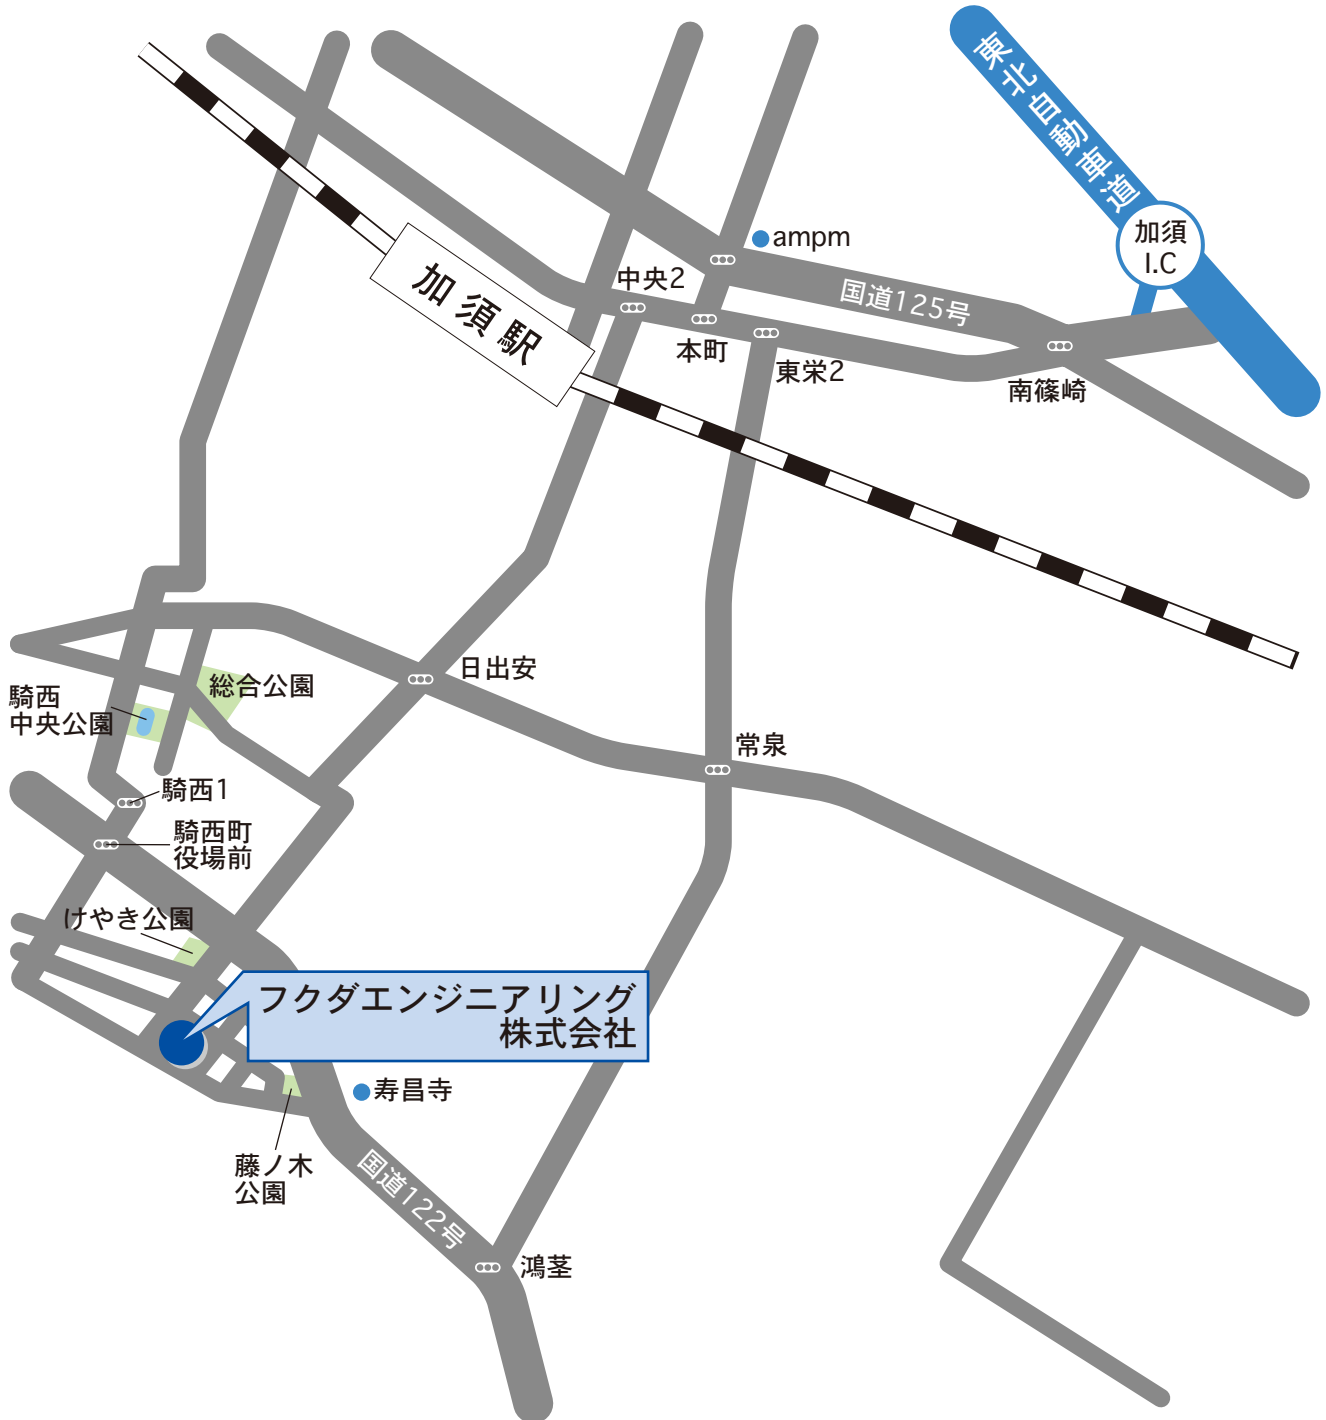 東北自動車道
加須
I.C
ampm
国道125号
中央2
加須駅
本町
東栄2
南篠崎
日出安
総合公園
騎西
中央公園
常泉
騎西1
騎西町
役場前
けやき公園
フクダエンジニアリング
株式会社
寿昌寺
藤ノ木
公園
国道122号
鴻茎